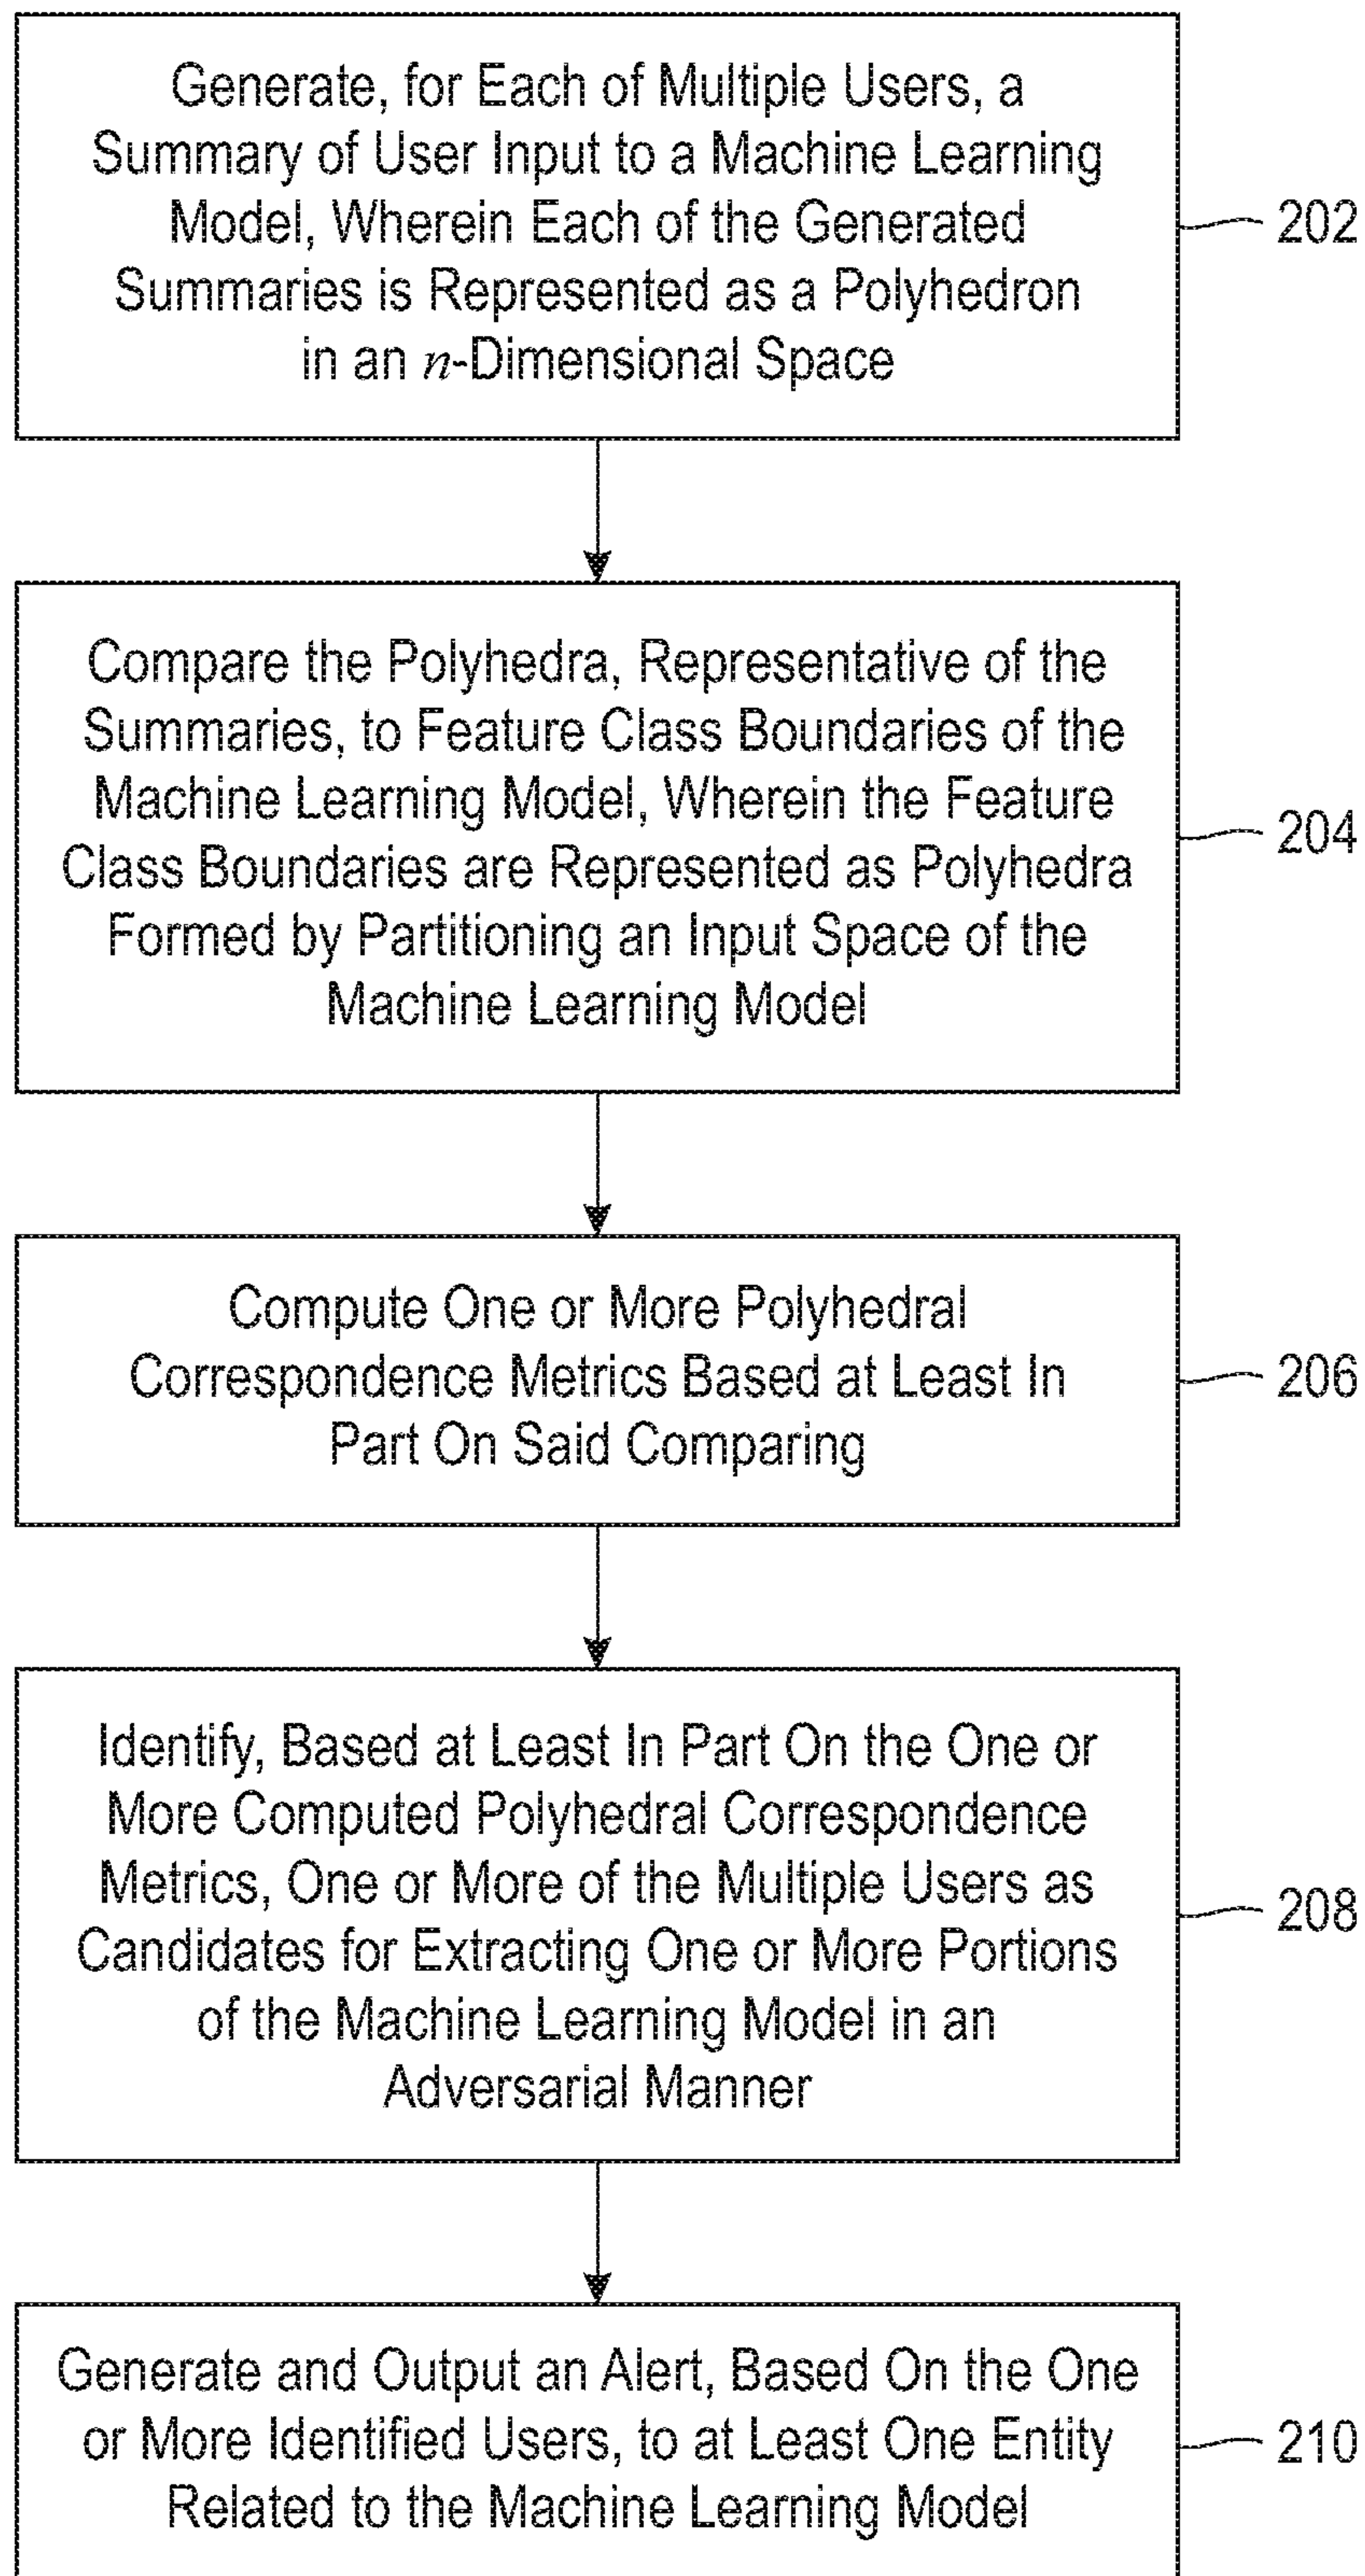 Generate, for Each of Multiple Users, a
Summary of User Input to a Machine Learning
Model, Wherein Each of the Generated
Summaries is Represented as a Polyhedron
in an n-Dimensional Space
202
Compare the Polyhedra, Representative of the
Summaries, to Feature Class Boundaries of the
Machine Learning Model, Wherein the Feature
Class Boundaries are Represented as Polyhedra
Formed by Partitioning an Input Space of the
Machine Learning Model
204
Compute One or More Polyhedral
Correspondence Metrics Based at Least In
Part On Said Comparing
206
Identify, Based at Least In Part On the One or
More Computed Polyhedral Correspondence
Metrics, One or More of the Multiple Users as
Candidates for Extracting One or More Portions
of the Machine Learning Model in an
Adversarial Manner
208
Generate and Output an Alert, Based On the One
or More Identified Users, to at Least One Entity
Related to the Machine Learning Model
210